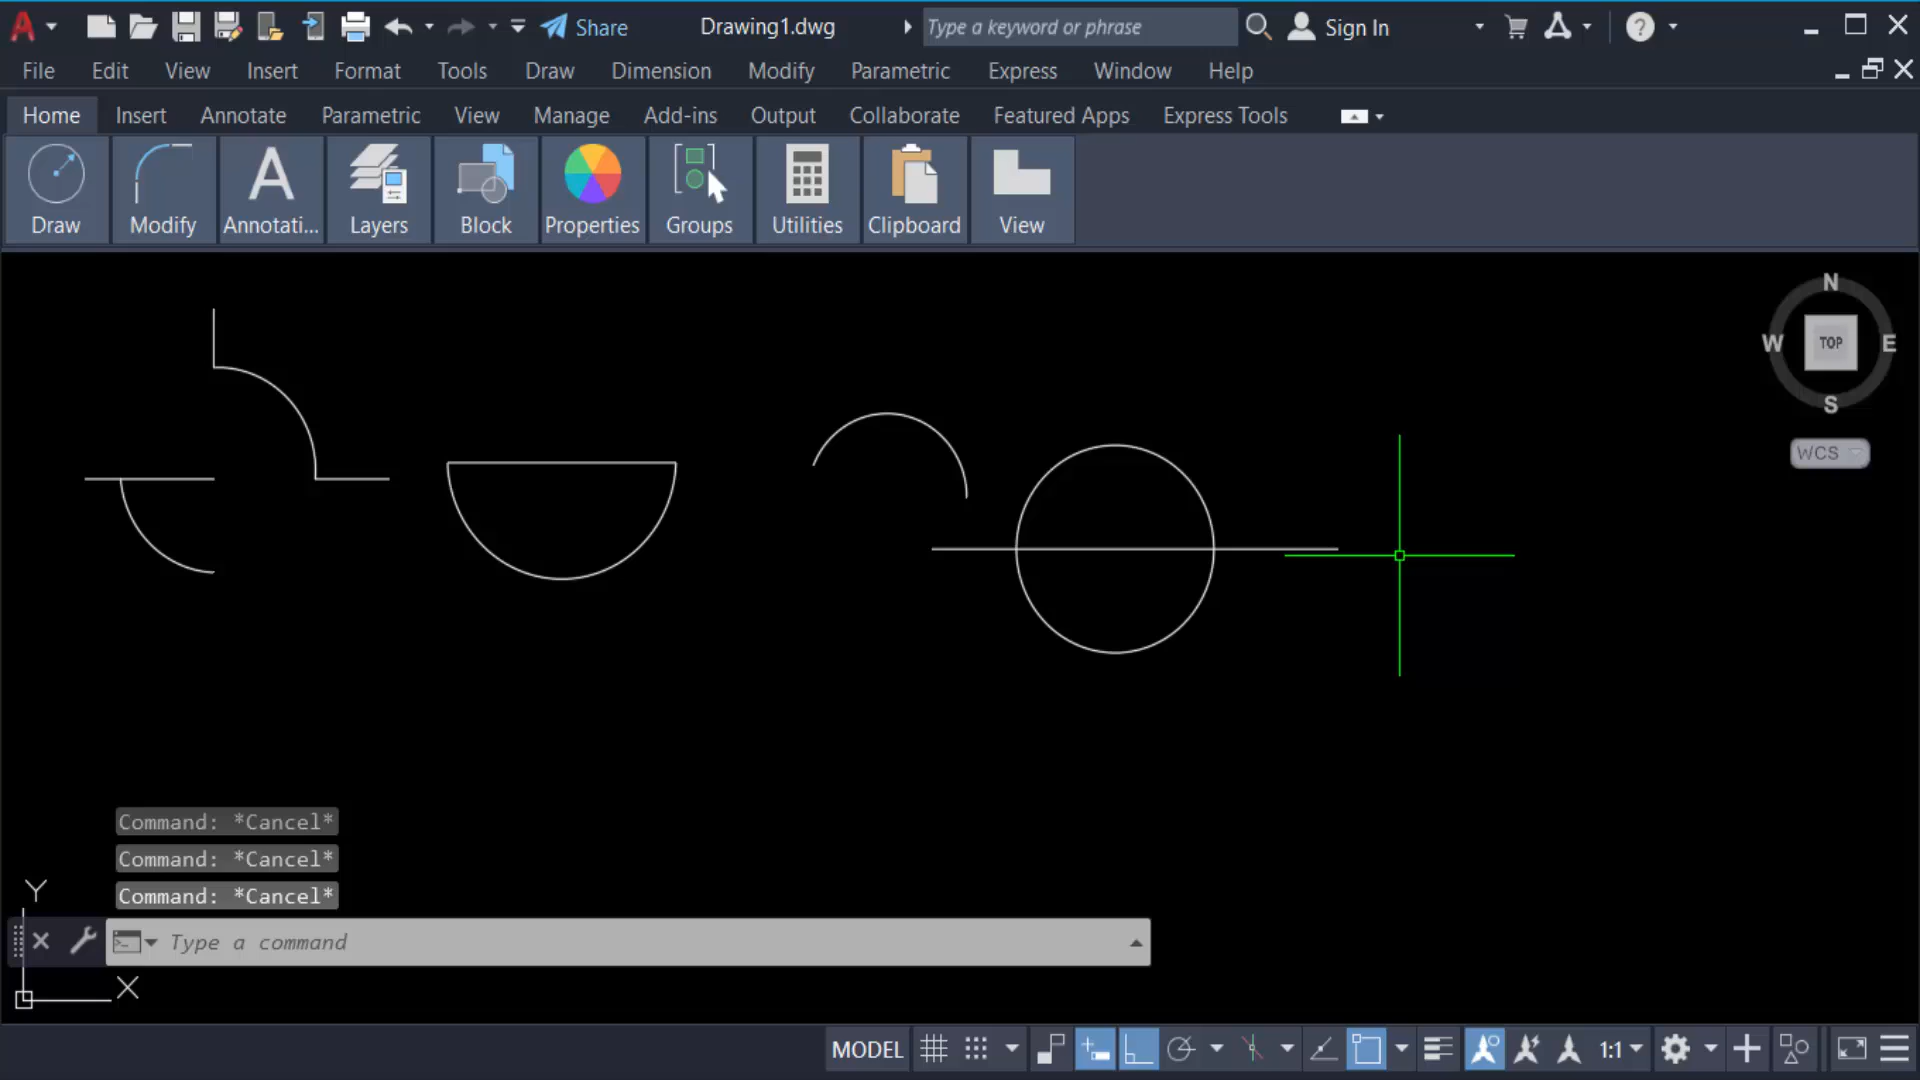 Share Drawing1.dwg Type a keyword or phrase Sign In
File Edit View Insert Format Tools Draw Dimension Modify Parametric Express Window Help
Home Insert Annotate Parametric View Manage Add-ins Output Collaborate Featured Apps Express Tools
Draw Modify Annotati... Layers Block Properties Groups Utilities Clipboard View
N
W TOP E
S
WCS
Command: *Cancel*
Command: *Cancel*
Command: *Cancel*
Y
Type a command
X
MODEL 1:1